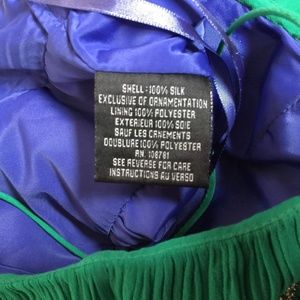 SHELL-100% SILK
EXCLUSIVE OF ORNAMENTATION
LINING 100% POLYESTER
EXTERIEUR 100% SOIE
SAUF LES ORNEMENTS
DOUBLURE 100% POLYESTER
RN. 106761
SEE REVERSE FOR CARE
INSTRUCTIONS AU VERSO